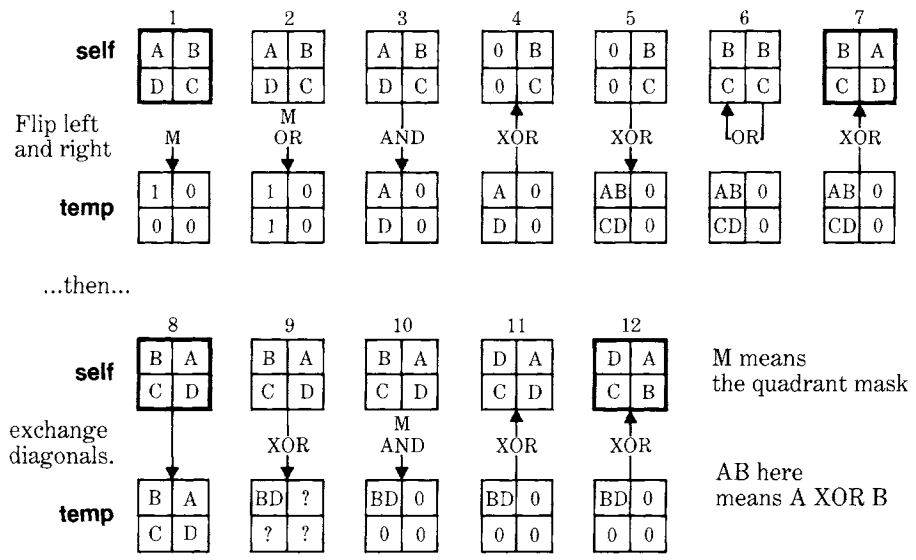 1 2 3 4 5 6 7
self
A B A B A B 0 B 0 B B B B A
D C D C D C 0 C 0 C C C C D
Flip left
and right
M M OR AND XOR XOR OR XOR
temp
1 0 1 0 A 0 A 0 AB 0 AB 0 AB 0
0 0 1 0 D 0 D 0 CD 0 CD 0 CD 0
...then...
8 9 10 11 12
self
B A B A B A D A D A
C D C D C D C D C B
M means
the quadrant mask
exchange
diagonals.
XOR M AND XOR XOR
temp
B A BD ? BD 0 BD 0 BD 0
C D ? ? 0 0 0 0 0 0
AB here
means A XOR B